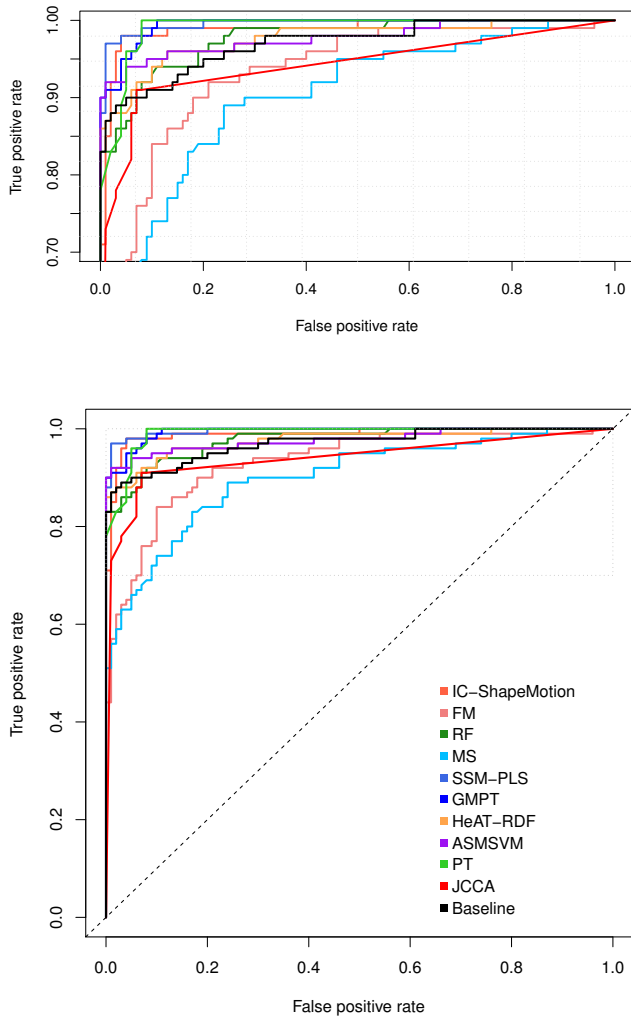 True positive rate
1.00
0.90
0.80
0.70
0.0 0.2 0.4 0.6 0.8 1.0
False positive rate
True positive rate
1.0
0.8
0.6
0.4
0.2
0.0
IC−ShapeMotion
FM
RF
MS
SSM−PLS
GMPT
HeAT−RDF
ASMSVM
PT
JCCA
Baseline
0.0 0.2 0.4 0.6 0.8 1.0
False positive rate